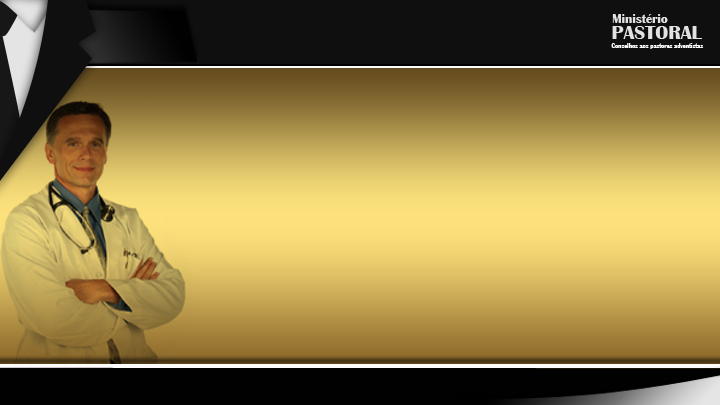 Ministério
PASTORAL
Conselhos aos pastores adventistas